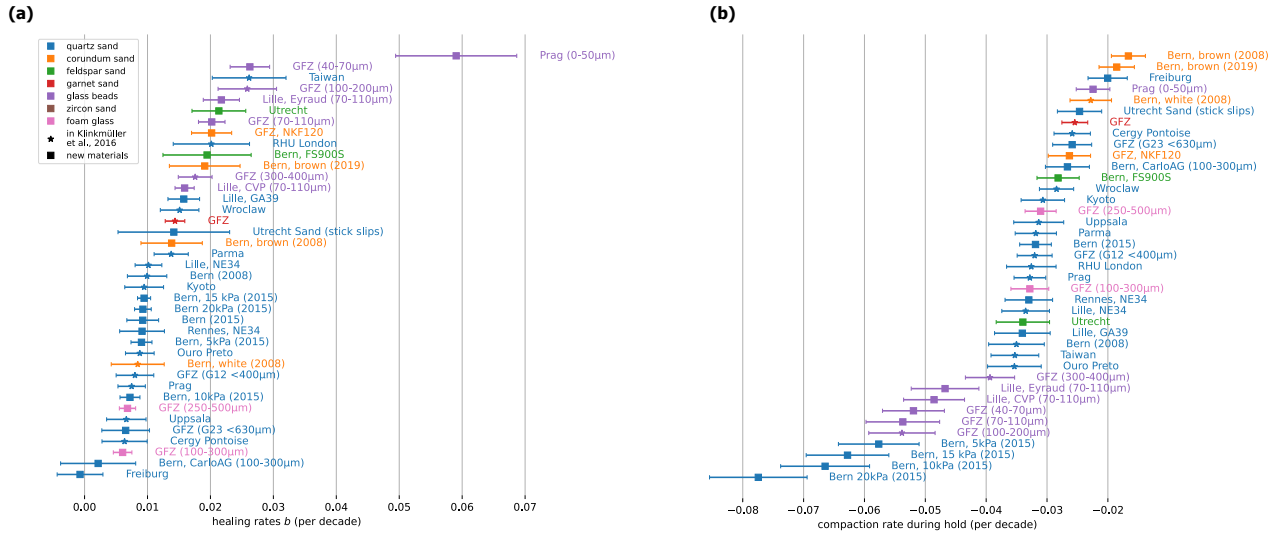 (a)
quartz sand
corundum sand
feldspar sand
garnet sand
glass beads
zircon sand
foam glass
in Klinkmüller
et al., 2016
new materials
Prag (0-50μm)
GFZ (40-70μm)
Taiwan
GFZ (100-200μm)
Lille, Eyraud (70-110μm)
Utrecht
GFZ (70-110μm)
GFZ, NKF120
RHU London
Bern, FS900S
Bern, brown (2019)
GFZ (300-400μm)
Lille, CVP (70-110μm)
Lille, GA39
Wroclaw
GFZ
Utrecht Sand (stick slips)
Bern, brown (2008)
Parma
Lille, NE34
Bern (2008)
Kyoto
Bern, 15 kPa (2015)
Bern 20kPa (2015)
Bern (2015)
Rennes, NE34
Bern, 5kPa (2015)
Ouro Preto
Bern, white (2008)
GFZ (G12 <400μm)
Prag
Bern, 10kPa (2015)
GFZ (250-500μm)
Uppsala
GFZ (G23 <630μm)
Cergy Pontoise
GFZ (100-300μm)
Bern, CarloAG (100-300μm)
Freiburg
0.00 0.01 0.02 0.03 0.04 0.05 0.06 0.07
healing rates b (per decade)
(b)
Bern, brown (2008)
Bern, brown (2019)
Freiburg
Prag (0-50μm)
Bern, white (2008)
Utrecht Sand (stick slips)
GFZ
Cergy Pontoise
GFZ (G23 <630μm)
GFZ, NKF120
Bern, CarloAG (100-300μm)
Bern, FS900S
Wroclaw
Kyoto
GFZ (250-500μm)
Uppsala
Parma
Bern (2015)
GFZ (G12 <400μm)
RHU London
Prag
GFZ (100-300μm)
Rennes, NE34
Lille, NE34
Utrecht
Lille, GA39
Bern (2008)
Taiwan
Ouro Preto
GFZ (300-400μm)
Lille, Eyraud (70-110μm)
Lille, CVP (70-110μm)
GFZ (40-70μm)
GFZ (70-110μm)
GFZ (100-200μm)
Bern, 5kPa (2015)
Bern, 15 kPa (2015)
Bern, 10kPa (2015)
Bern 20kPa (2015)
−0.08 −0.07 −0.06 −0.05 −0.04 −0.03 −0.02
compaction rate during hold (per decade)